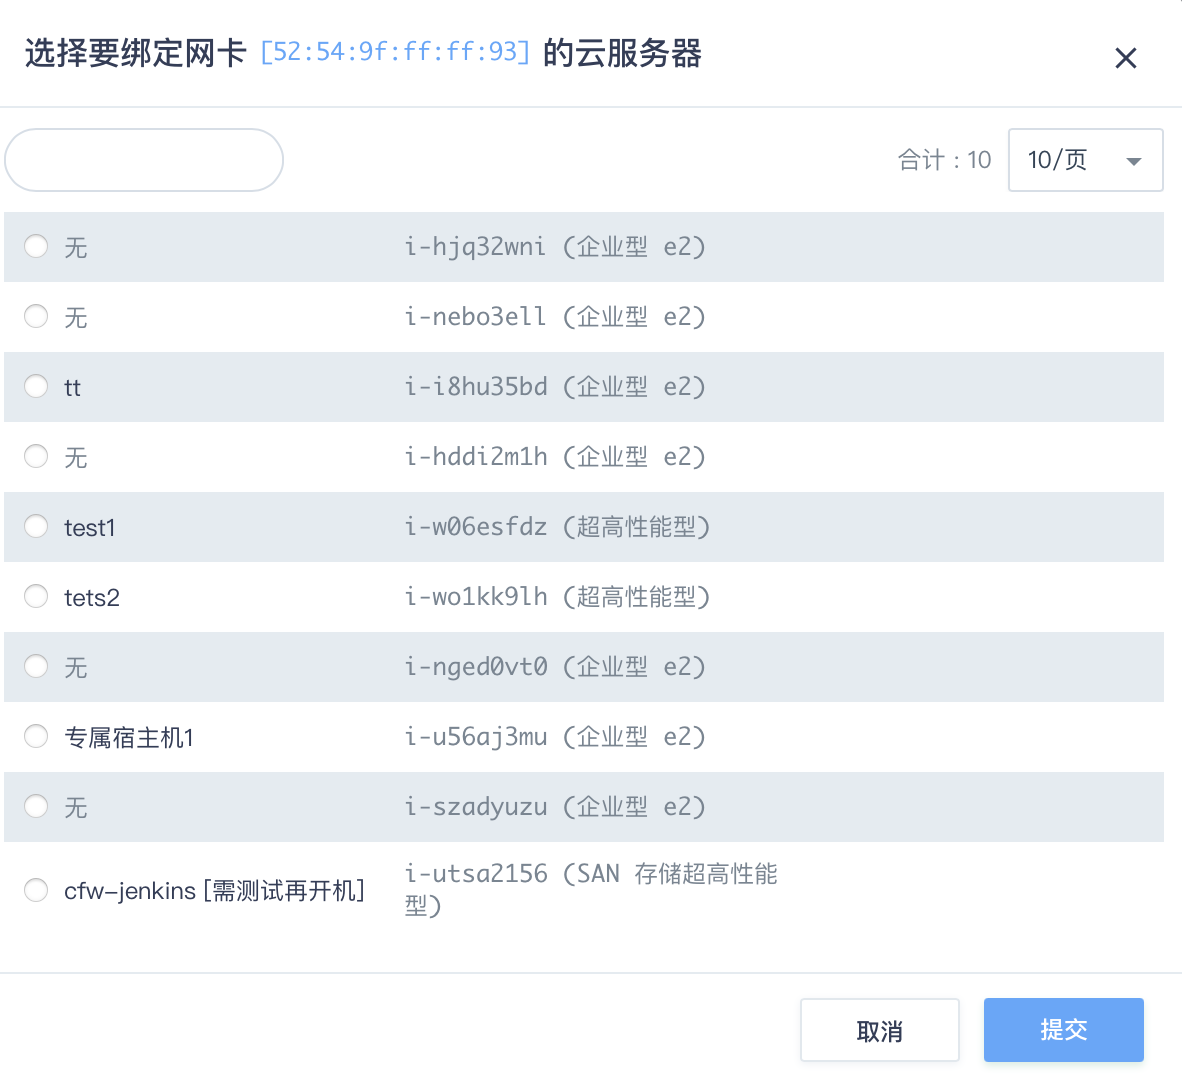 选择要绑定网卡 [52:54:9f:ff:ff:93] 的云服务器
合计：10 10/页
无 i-hjq32wni (企业型 e2)
无 i-nebo3ell (企业型 e2)
tt i-i8hu35bd (企业型 e2)
无 i-hddi2m1h (企业型 e2)
test1 i-w06esfdz (超高性能型)
tets2 i-wo1kk9lh (超高性能型)
无 i-nged0vt0 (企业型 e2)
专属宿主机1 i-u56aj3mu (企业型 e2)
无 i-szadyuzu (企业型 e2)
cfw-jenkins [需测试再开机] i-utsa2156 (SAN 存储超高性能
型)
取消 提交